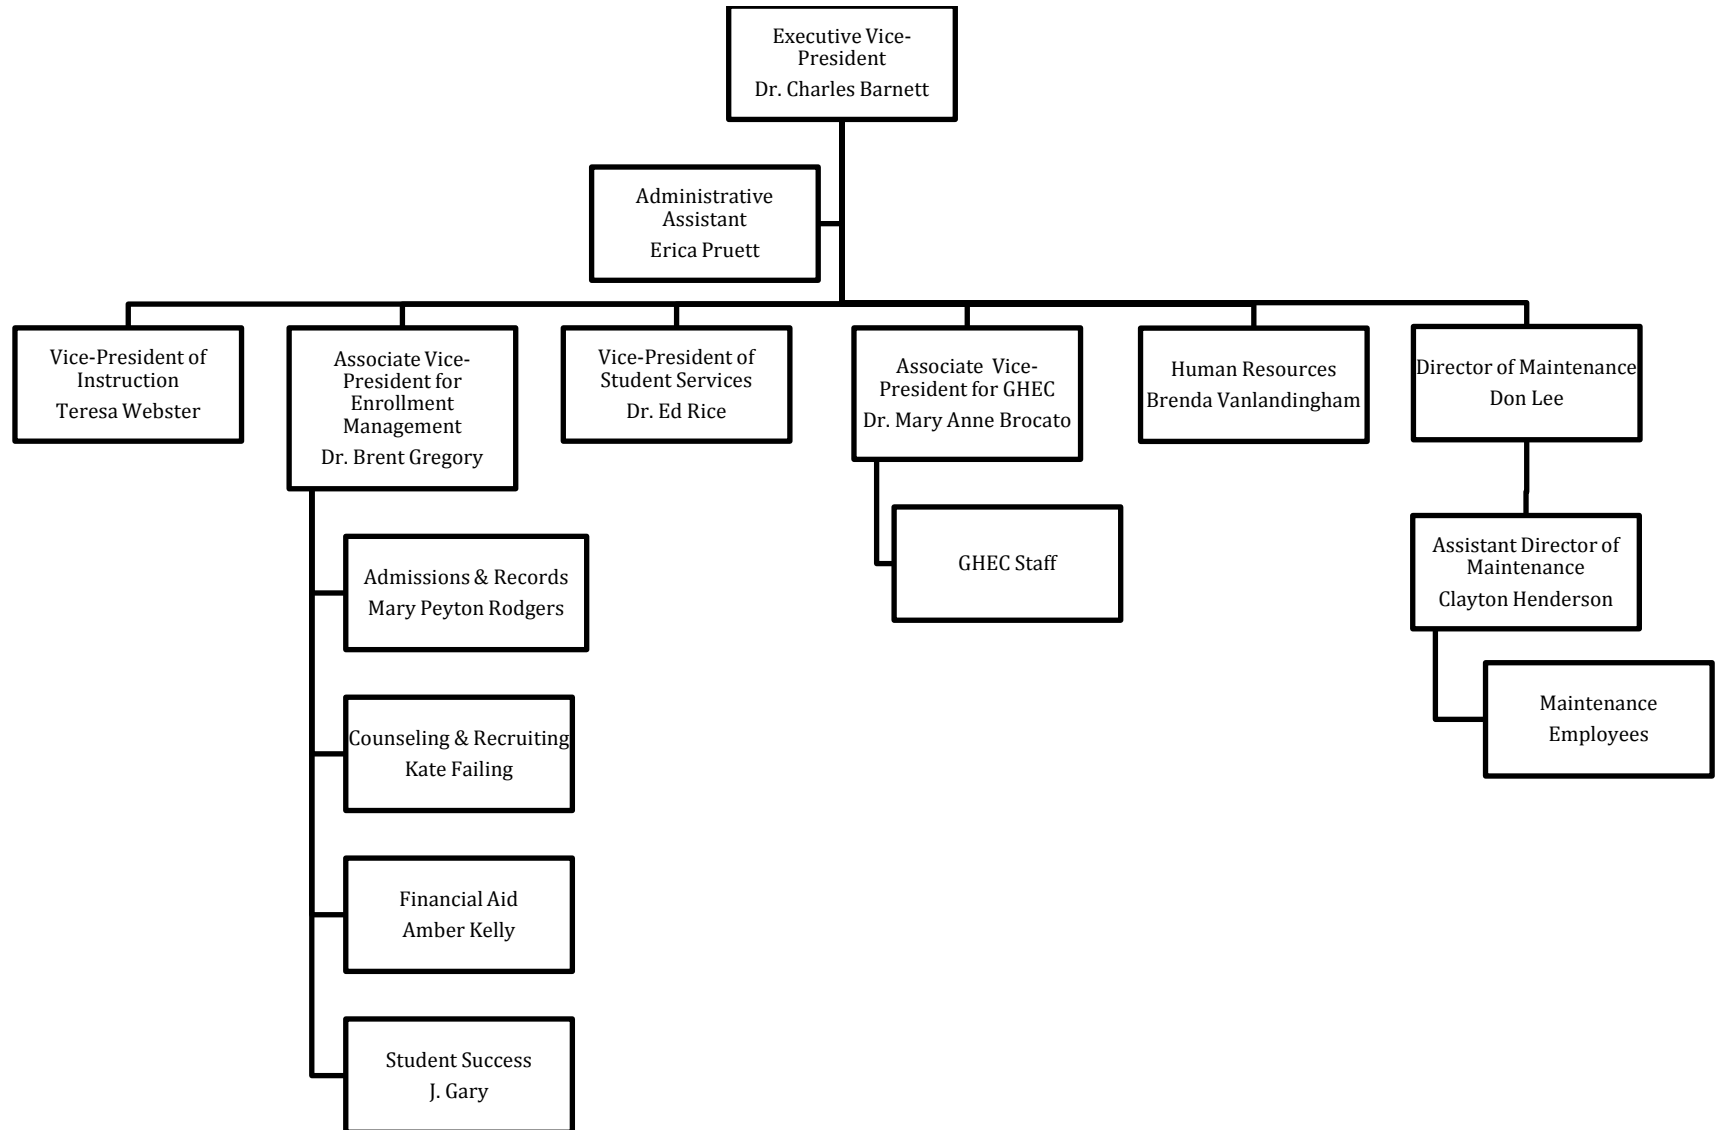 Executive Vice-
President
Dr. Charles Barnett
Administrative
Assistant
Erica Pruett
Vice-President of
Instruction
Teresa Webster
Associate Vice-
President for
Enrollment
Management
Dr. Brent Gregory
Vice-President of
Student Services
Dr. Ed Rice
Associate Vice-
President for GHEC
Dr. Mary Anne Brocato
Human Resources
Brenda Vanlandingham
Director of Maintenance
Don Lee
Admissions & Records
Mary Peyton Rodgers
Counseling & Recruiting
Kate Failing
Financial Aid
Amber Kelly
Student Success
J. Gary
GHEC Staff
Assistant Director of
Maintenance
Clayton Henderson
Maintenance
Employees